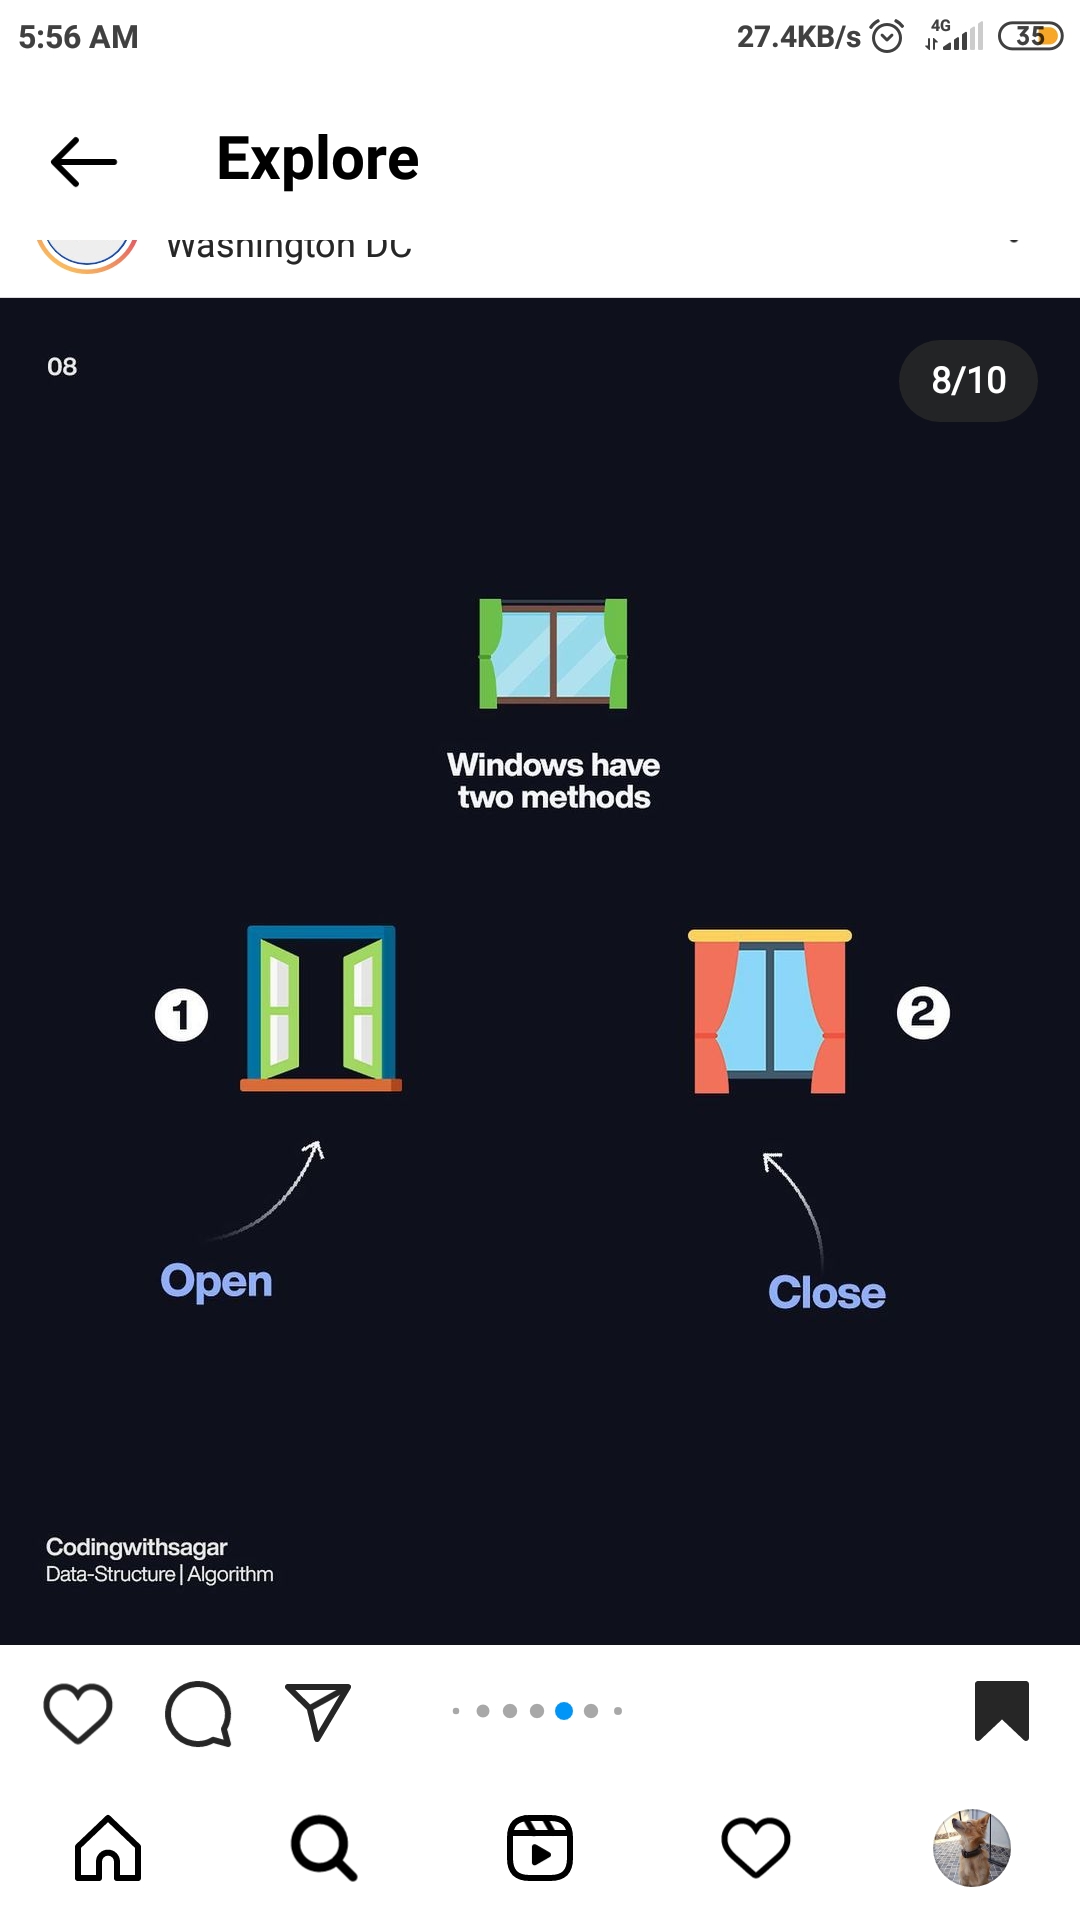 5:56 AM
27.4KB/s
4G
35
Explore
Washington DC
08
8/10
Windows have
two methods
1
2
Open
Close
Codingwithsagar
Data-Structure | Algorithm